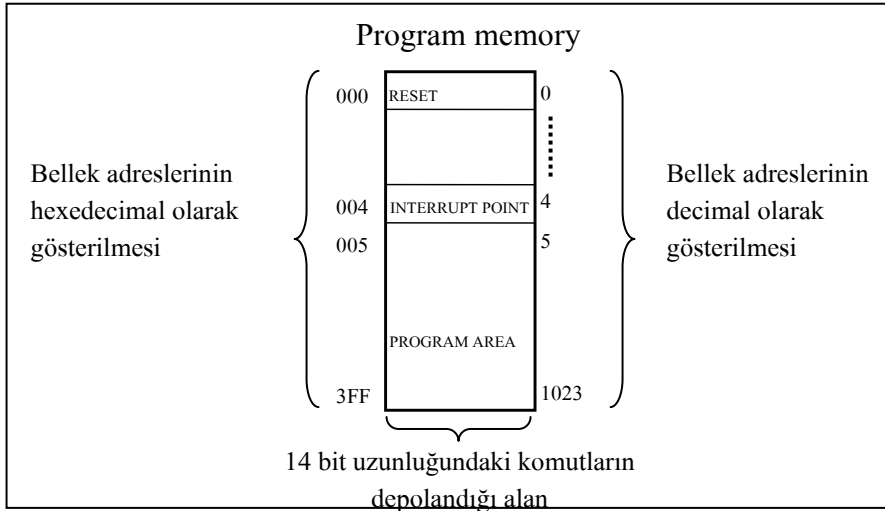 Program memory
000 RESET 0
Bellek adreslerinin
hexedecimal olarak
gösterilmesi
004 INTERRUPT POINT 4
005 5
PROGRAM AREA
3FF 1023
Bellek adreslerinin
decimal olarak
gösterilmesi
14 bit uzunluğundaki komutların
depolandığı alan